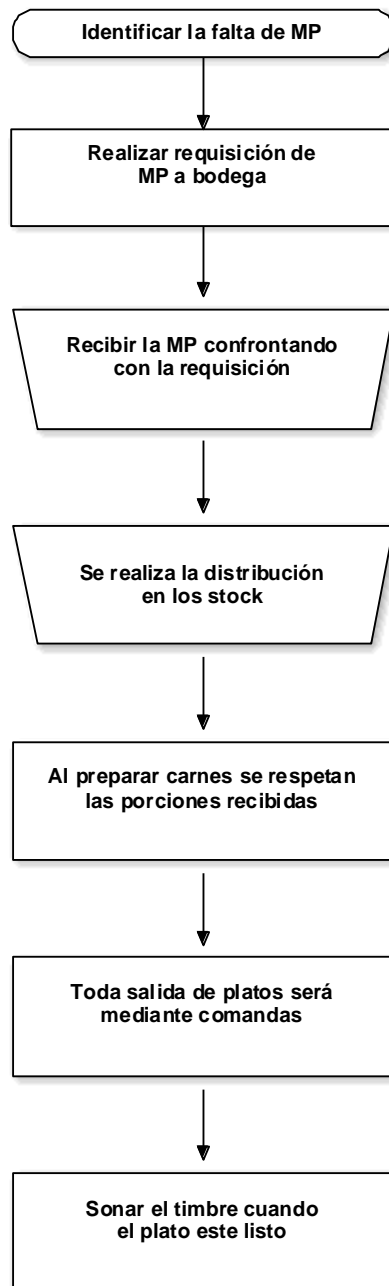 Identificar la falta de MP
Realizar requisición de
MP a bodega
Recibir la MP confrontando
con la requisición
Se realiza la distribución
en los stock
Al preparar carnes se respetan
las porciones recibidas
Toda salida de platos será
mediante comandas
Sonar el timbre cuando
el plato este listo